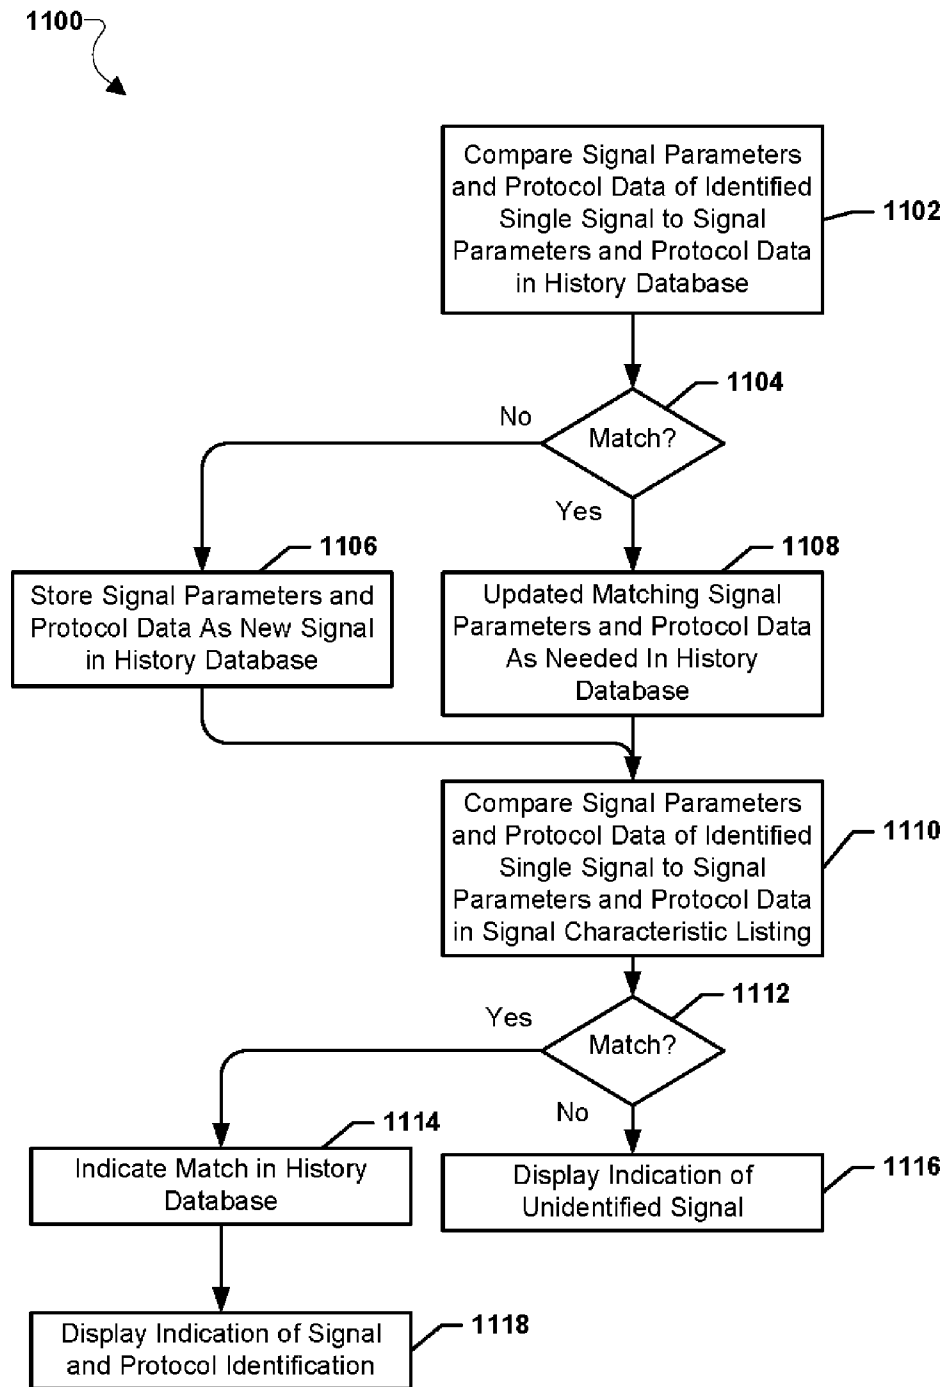 1100
Compare Signal Parameters
and Protocol Data of Identified
Single Signal to Signal
Parameters and Protocol Data
in History Database
1102
1104
Match?
No
Yes
1106
Store Signal Parameters and
Protocol Data As New Signal
in History Database
1108
Updated Matching Signal
Parameters and Protocol Data
As Needed In History
Database
Compare Signal Parameters
and Protocol Data of Identified
Single Signal to Signal
Parameters and Protocol Data
in Signal Characteristic Listing
1110
1112
Match?
Yes
No
1114
Indicate Match in History
Database
Display Indication of
Unidentified Signal
1116
Display Indication of Signal
and Protocol Identification
1118